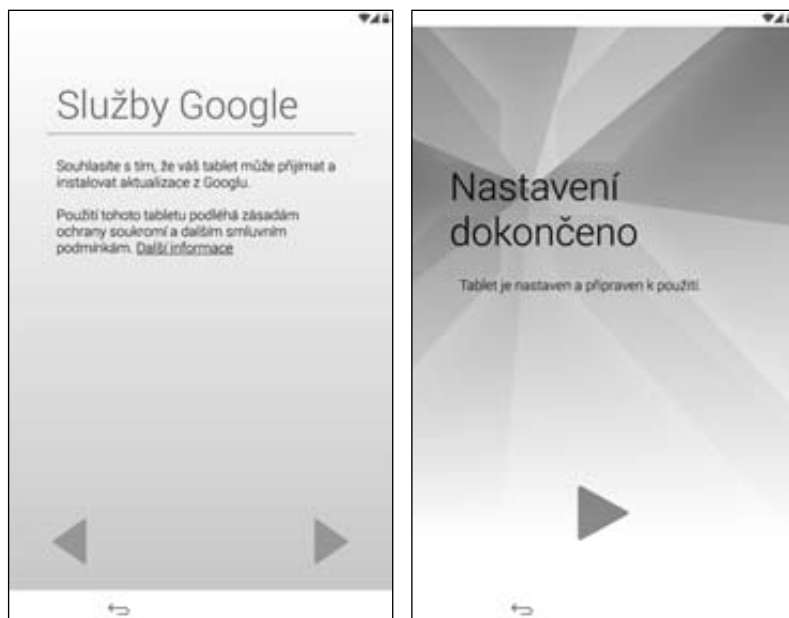 Služby Google
Souhlasíte s tím, že váš tablet může přijímat a
instalovat aktualizace z Googlu.
Použití tohoto tabletu podléhá zásadám
ochrany soukromí a dalším smluvním
podmínkám. Další informace
Nastavení
dokončeno
Tablet je nastaven a připraven k použití.